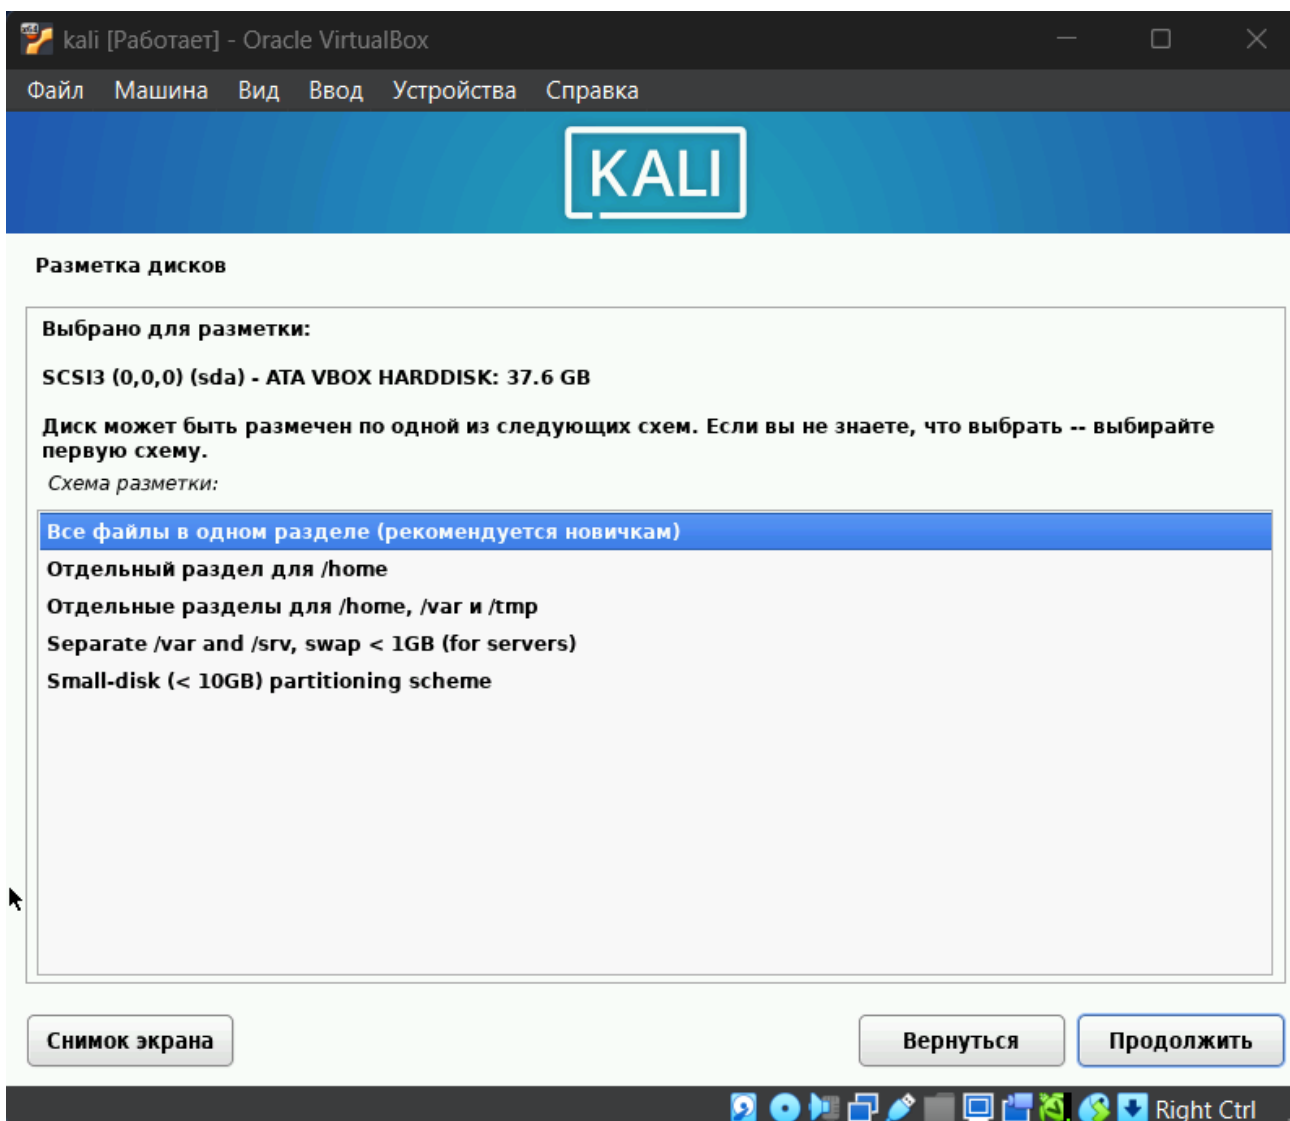 kali [Работает] - Oracle VirtualBox
Файл Машина Вид Ввод Устройства Справка
KALI
Разметка дисков
Выбрано для разметки:
SCSI3 (0,0,0) (sda) - ATA VBOX HARDDISK: 37.6 GB
Диск может быть размечен по одной из следующих схем. Если вы не знаете, что выбрать -- выбирайте
первую схему.
Схема разметки:
Все файлы в одном разделе (рекомендуется новичкам)
Отдельный раздел для /home
Отдельные разделы для /home, /var и /tmp
Separate /var and /srv, swap < 1GB (for servers)
Small-disk (< 10GB) partitioning scheme
Снимок экрана Вернуться Продолжить
Right Ctrl